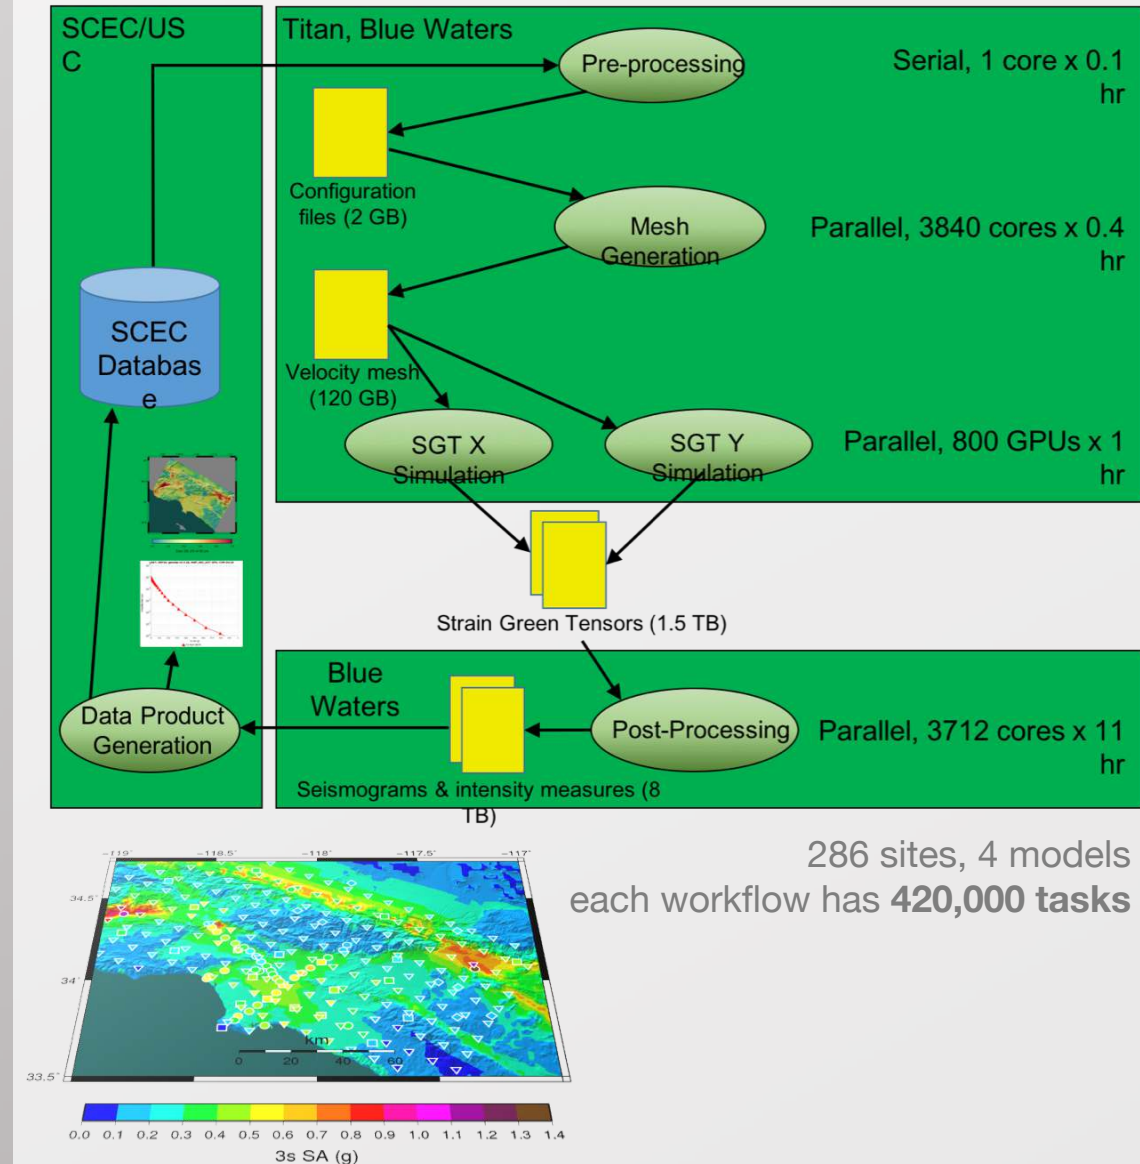 SCEC/US
C
Titan, Blue Waters
Pre-processing
Serial, 1 core x 0.1
hr
Configuration
files (2 GB)
Mesh
Generation
Parallel, 3840 cores x 0.4
hr
SCEC
Databas
e
Velocity mesh
(120 GB)
SGT X
Simulation
SGT Y
Simulation
Parallel, 800 GPUs x 1
hr
Strain Green Tensors (1.5 TB)
Blue
Waters
Data Product
Generation
Post-Processing
Parallel, 3712 cores x 11
hr
Seismograms & intensity measures (8
TB)
286 sites, 4 models
each workflow has 420,000 tasks
-119° -118.5° -118° -117.5° -117°
34.5°
34°
33.5°
km
0 20 40 60
0.0 0.1 0.2 0.3 0.4 0.5 0.6 0.7 0.8 0.9 1.0 1.1 1.2 1.3 1.4
3s SA (g)